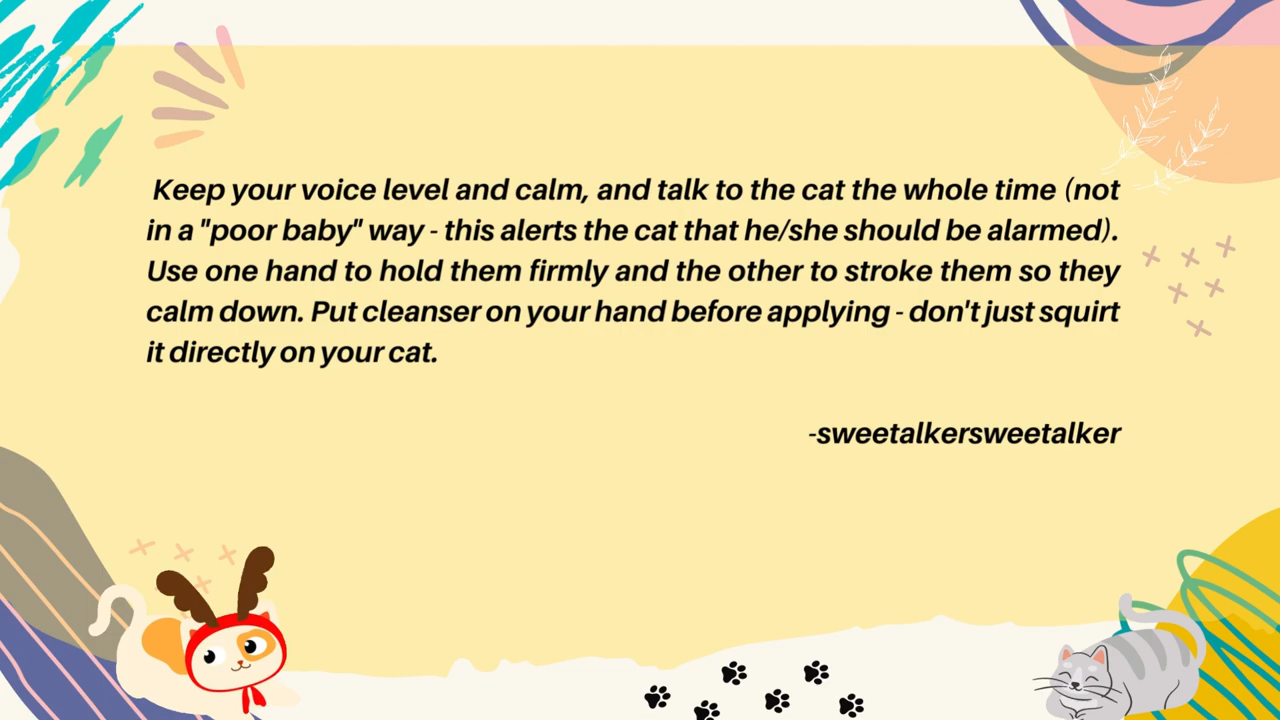 Keep your voice level and calm, and talk to the cat the whole time (not
in a "poor baby" way - this alerts the cat that he/she should be alarmed).
Use one hand to hold them firmly and the other to stroke them so they
calm down. Put cleanser on your hand before applying - don't just squirt
it directly on your cat.
-sweetalkersweetalker